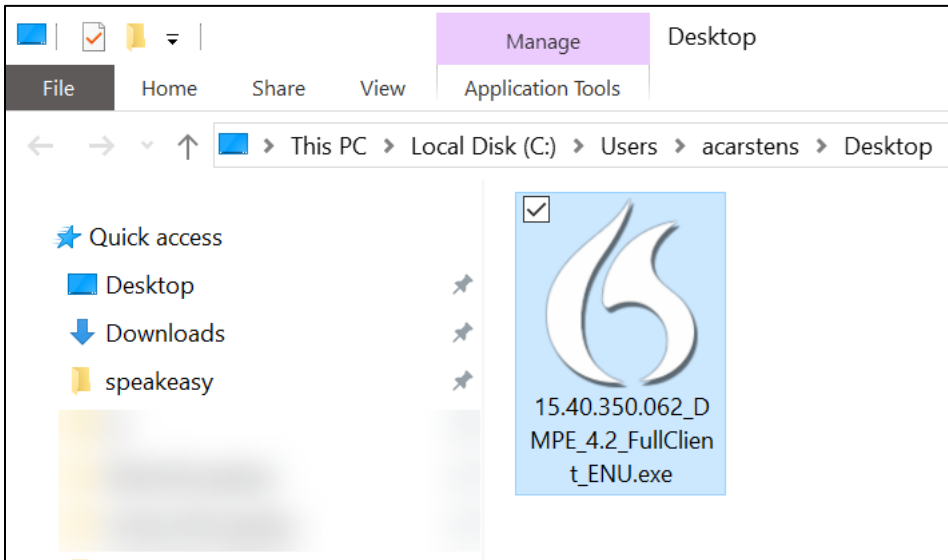 Manage
Desktop
File
Home
Share
View
Application Tools
This PC > Local Disk (C:) > Users > acarstens > Desktop
Quick access
Desktop
Downloads
speakeasy
15.40.350.062_D
MPE_4.2_FullClien
t_ENU.exe